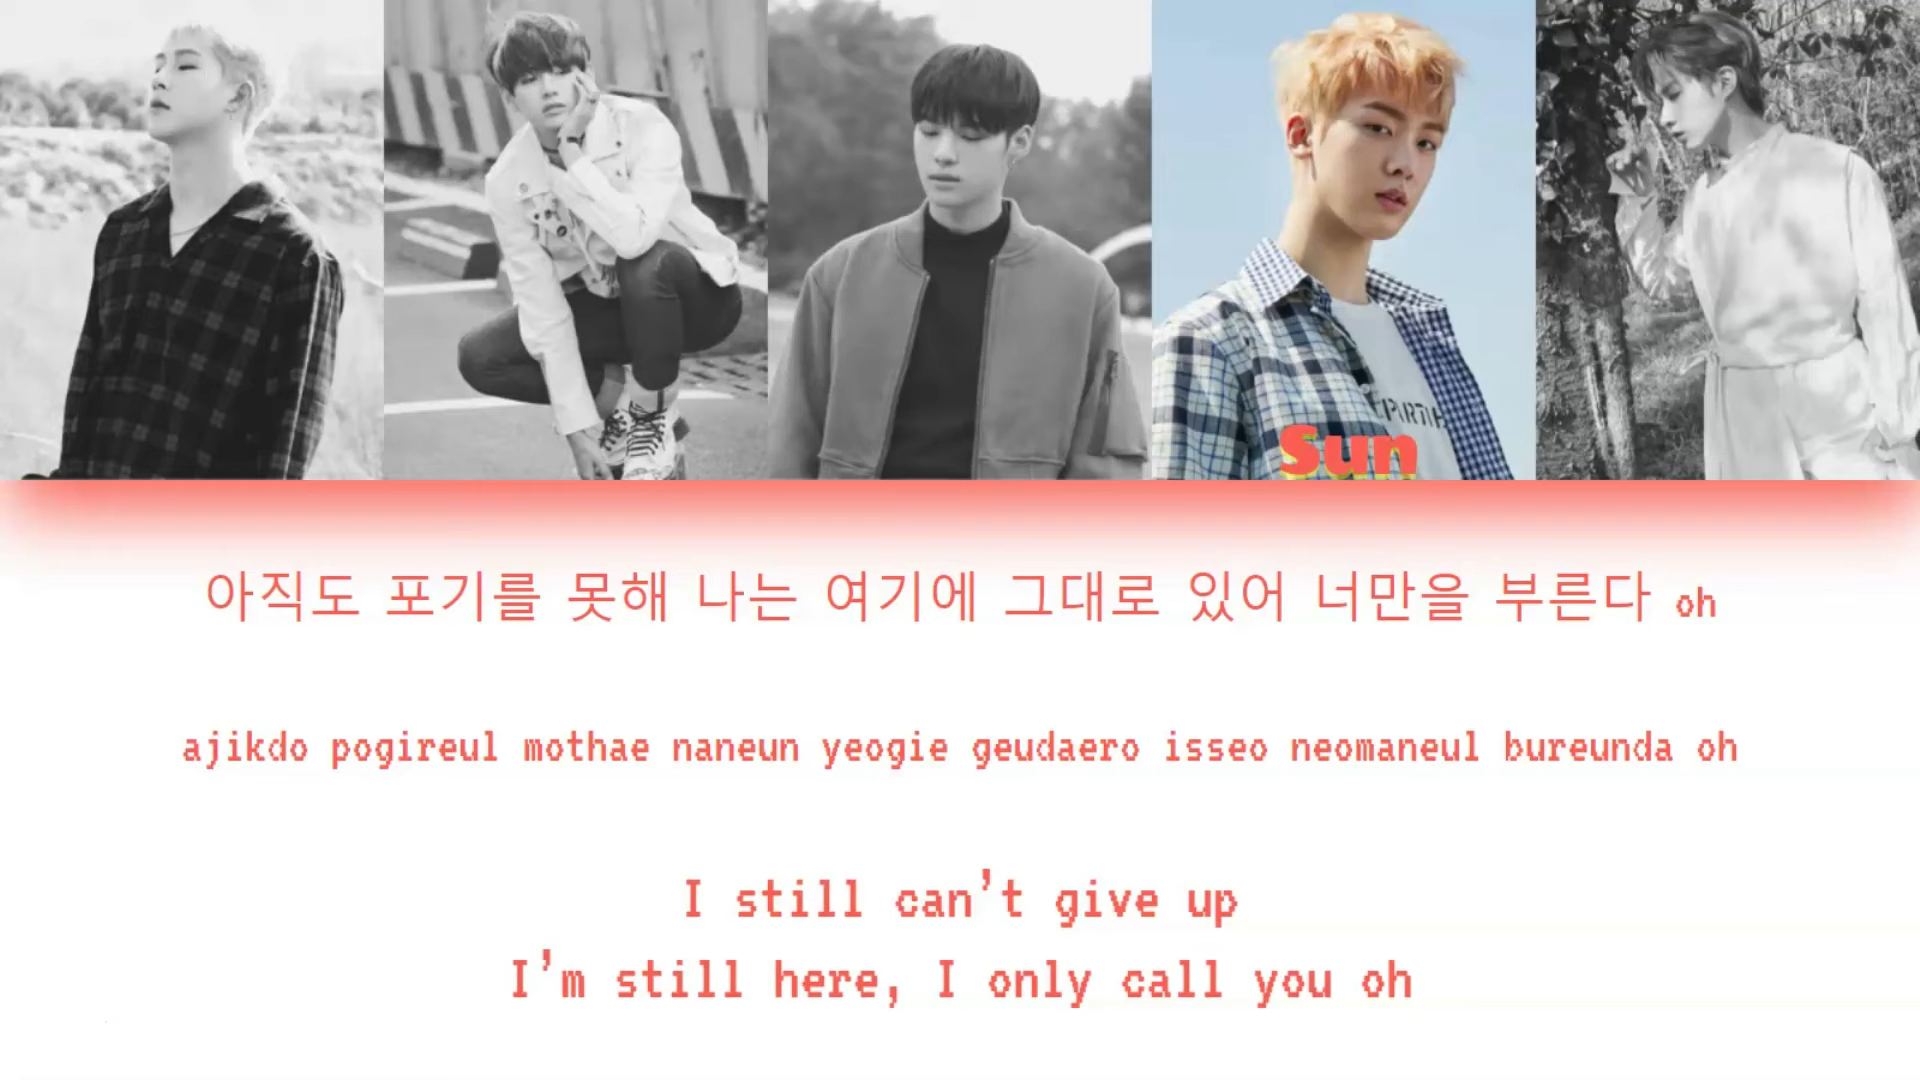 PARTIH
Sun
아직도 포기를 못해 나는 여기에 그대로 있어 너만을 부른다 oh
ajikdo pogireul mothae naneun yeogie geudaero isseo neomaneul bureunda oh
I still can't give up
I'm still here, I only call you oh